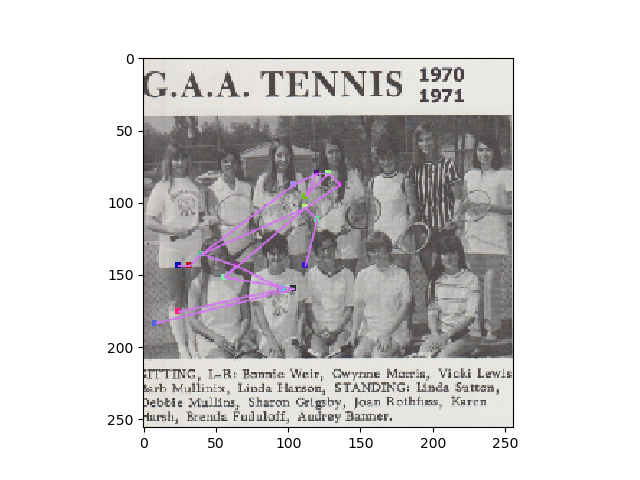 G.A.A. TENNIS 1970
1971
SITTING, L-R: Bonnie Weir, Gwynne Morris, Vicki Lewis
Barb Mullinix, Linda Hanson, STANDING: Linda Sutton,
Debbie Mullins, Sharon Grigsby, Joan Rothfuss, Karen
Marsh, Brenda Fuduloff, Audrey Banner.
0
50
100
150
200
250
0 50 100 150 200 250